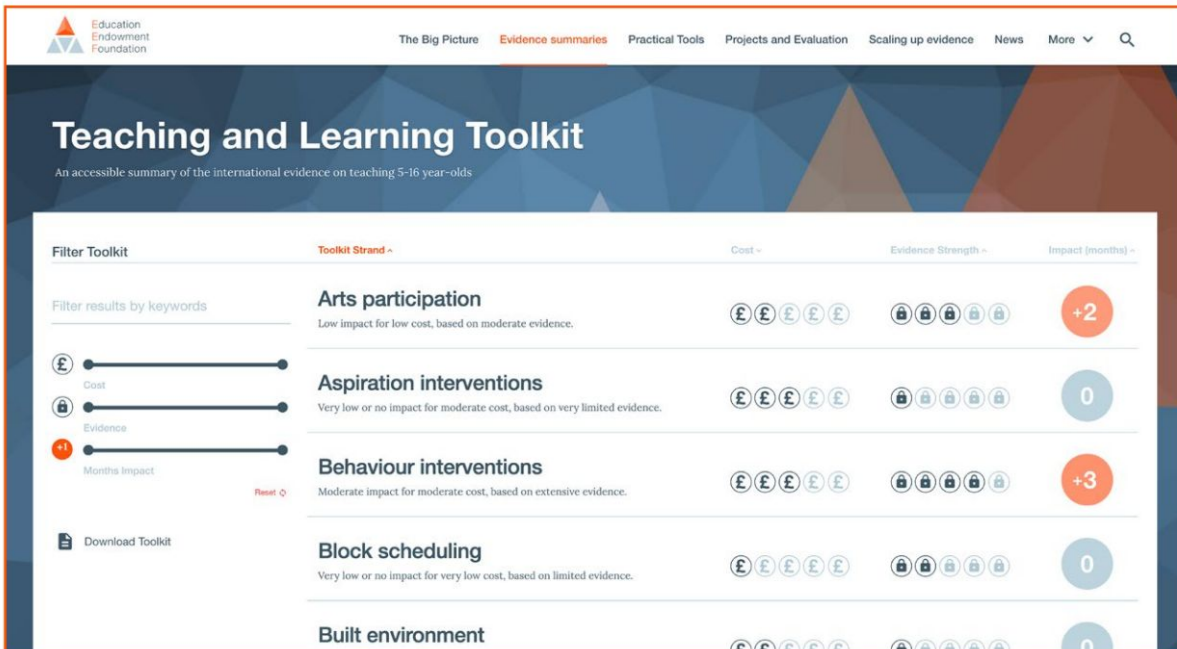 Education
Endowment
Foundation
The Big Picture Evidence summaries Practical Tools Projects and Evaluation Scaling up evidence News More
Teaching and Learning Toolkit
An accessible summary of the international evidence on teaching 5-16 year-olds
Filter Toolkit
Toolkit Strand Cost Evidence Strength Impact (months)
Filter results by keywords
£
Cost
Evidence
+1
Months Impact
Reset
Download Toolkit
Arts participation
Low impact for low cost, based on moderate evidence.
£ £ £ £ £
+2
Aspiration interventions
Very low or no impact for moderate cost, based on very limited evidence.
£ £ £ £ £
0
Behaviour interventions
Moderate impact for moderate cost, based on extensive evidence.
£ £ £ £ £
+3
Block scheduling
Very low or no impact for very low cost, based on limited evidence.
£ £ £ £ £
0
Built environment
£ £ £ £ £
0